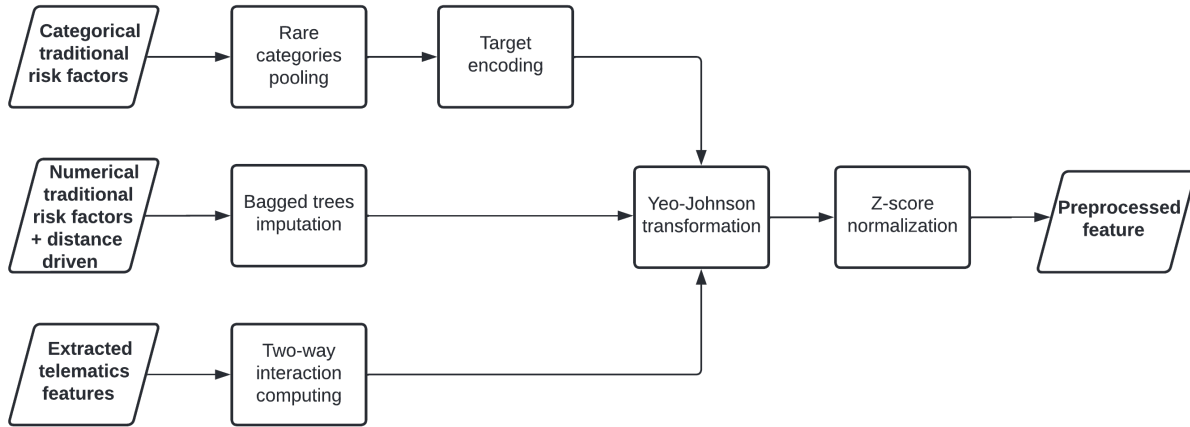 Categorical
traditional
risk factors
Rare
categories
pooling
Target
encoding
Numerical
traditional
risk factors
+ distance
driven
Bagged trees
imputation
Yeo-Johnson
transformation
Z-score
normalization
Preprocessed
feature
Extracted
telematics
features
Two-way
interaction
computing